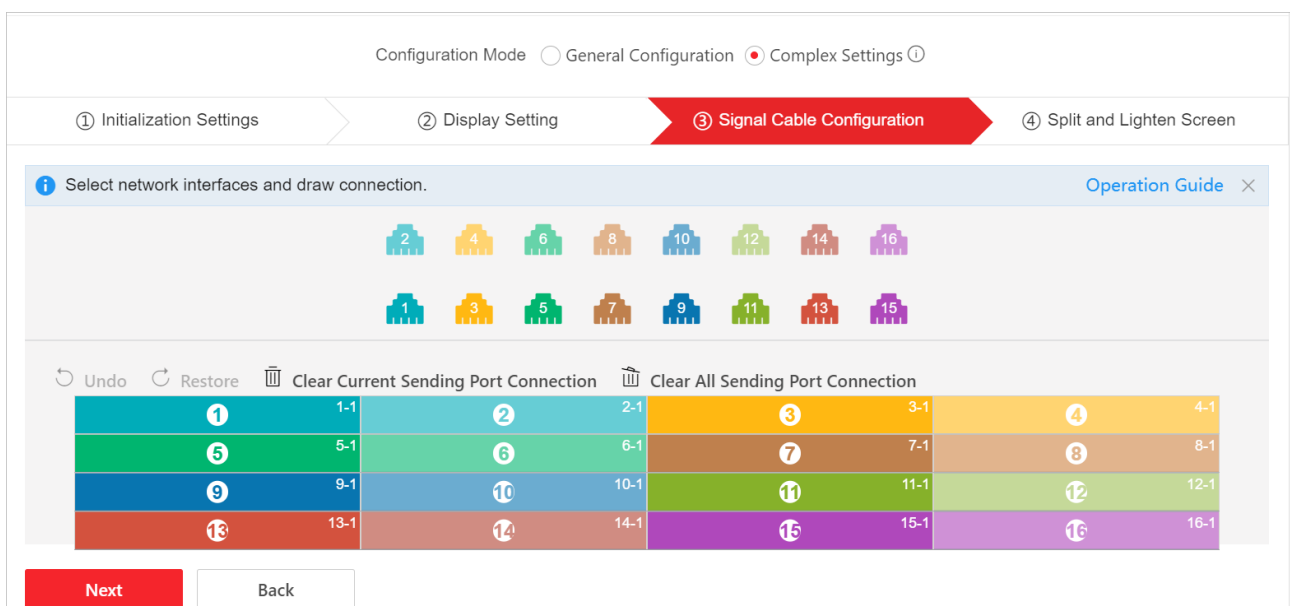 Configuration Mode General Configuration Complex Settings
① Initialization Settings ② Display Setting ③ Signal Cable Configuration ④ Split and Lighten Screen
Select network interfaces and draw connection. Operation Guide
2 4 6 8 10 12 14 16
1 3 5 7 9 11 13 15
Undo Restore Clear Current Sending Port Connection Clear All Sending Port Connection
1 1-1 2 2-1 3 3-1 4 4-1
5 5-1 6 6-1 7 7-1 8 8-1
9 9-1 10 10-1 11 11-1 12 12-1
13 13-1 14 14-1 15 15-1 16 16-1
Next Back